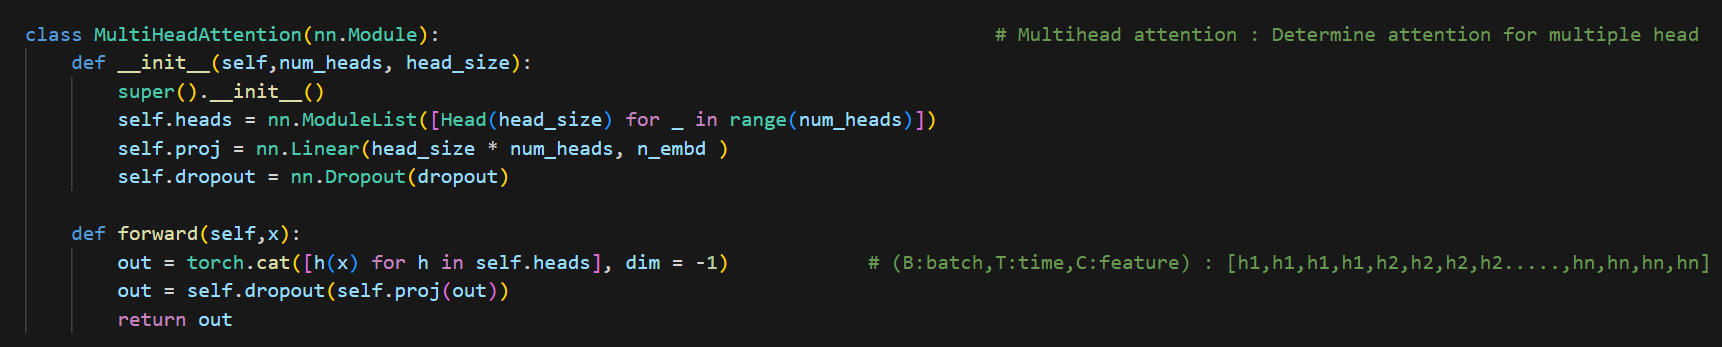 class MultiHeadAttention(nn.Module):                                                # Multihead attention : Determine attention for multiple head
    def __init__(self,num_heads, head_size):
        super().__init__()
        self.heads = nn.ModuleList([Head(head_size) for _ in range(num_heads)])
        self.proj = nn.Linear(head_size * num_heads, n_embd )
        self.dropout = nn.Dropout(dropout)

    def forward(self,x):
        out = torch.cat([h(x) for h in self.heads], dim = -1)            # (B:batch,T:time,C:feature) : [h1,h1,h1,h1,h2,h2,h2,h2.....,hn,hn,hn,hn]
        out = self.dropout(self.proj(out))
        return out